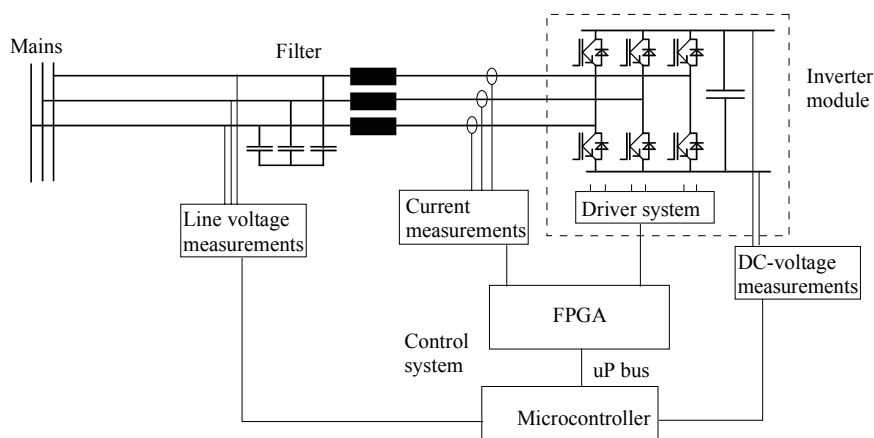 Mains
Filter
Inverter
module
Line voltage
measurements
Current
measurements
Driver system
DC-voltage
measurements
FPGA
Control
system
uP bus
Microcontroller